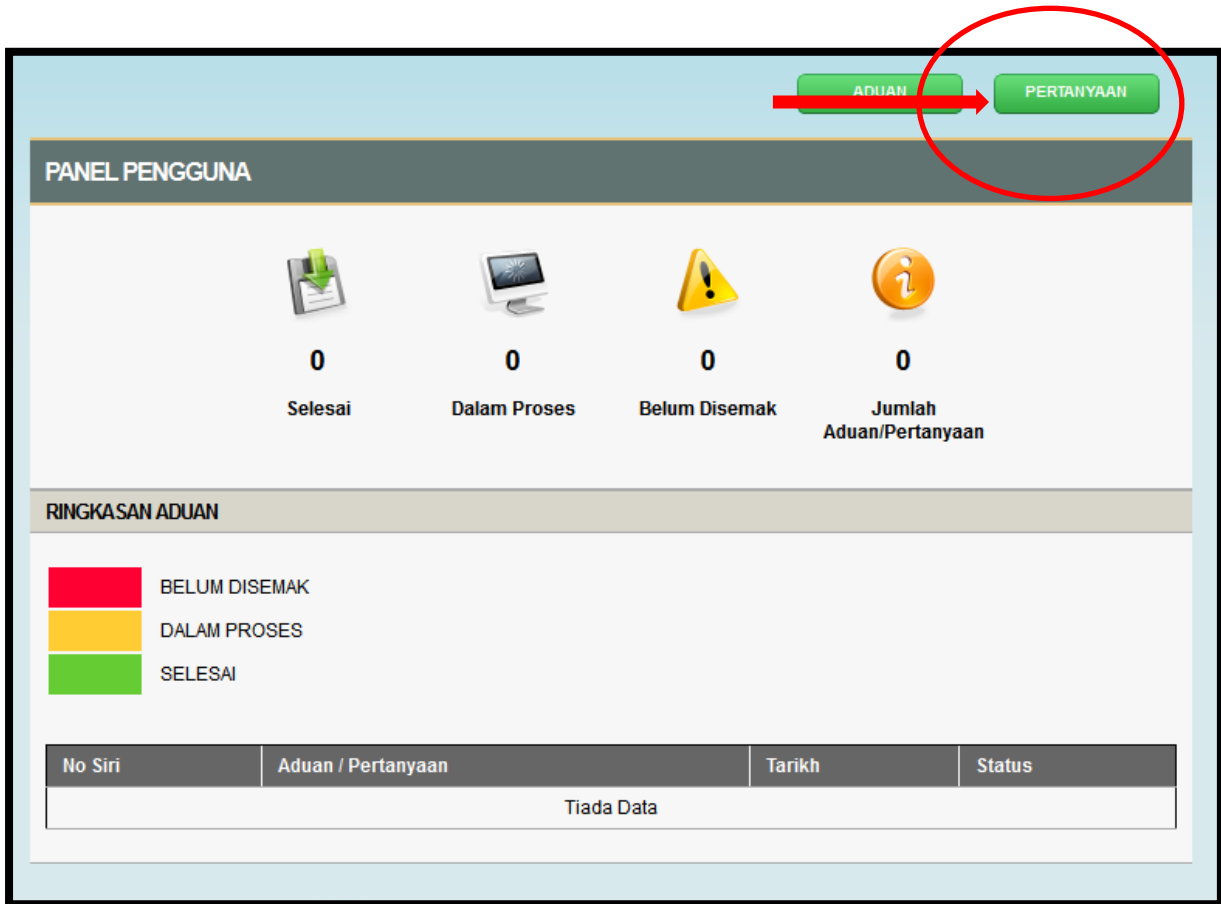 ADUAN
PERTANYAAN
PANEL PENGGUNA
0
0
0
0
Selesai
Dalam Proses
Belum Disemak
Jumlah
Aduan/Pertanyaan
RINGKASAN ADUAN
BELUM DISEMAK
DALAM PROSES
SELESAI
No Siri
Aduan / Pertanyaan
Tarikh
Status
Tiada Data